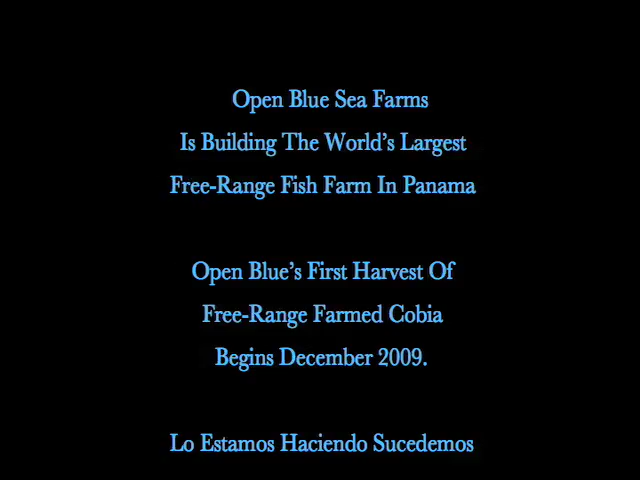 Open Blue Sea Farms
Is Building The World's Largest
Free-Range Fish Farm In Panama
Open Blue's First Harvest Of
Free-Range Farmed Cobia
Begins December 2009.
Lo Estamos Haciendo Sucedemos